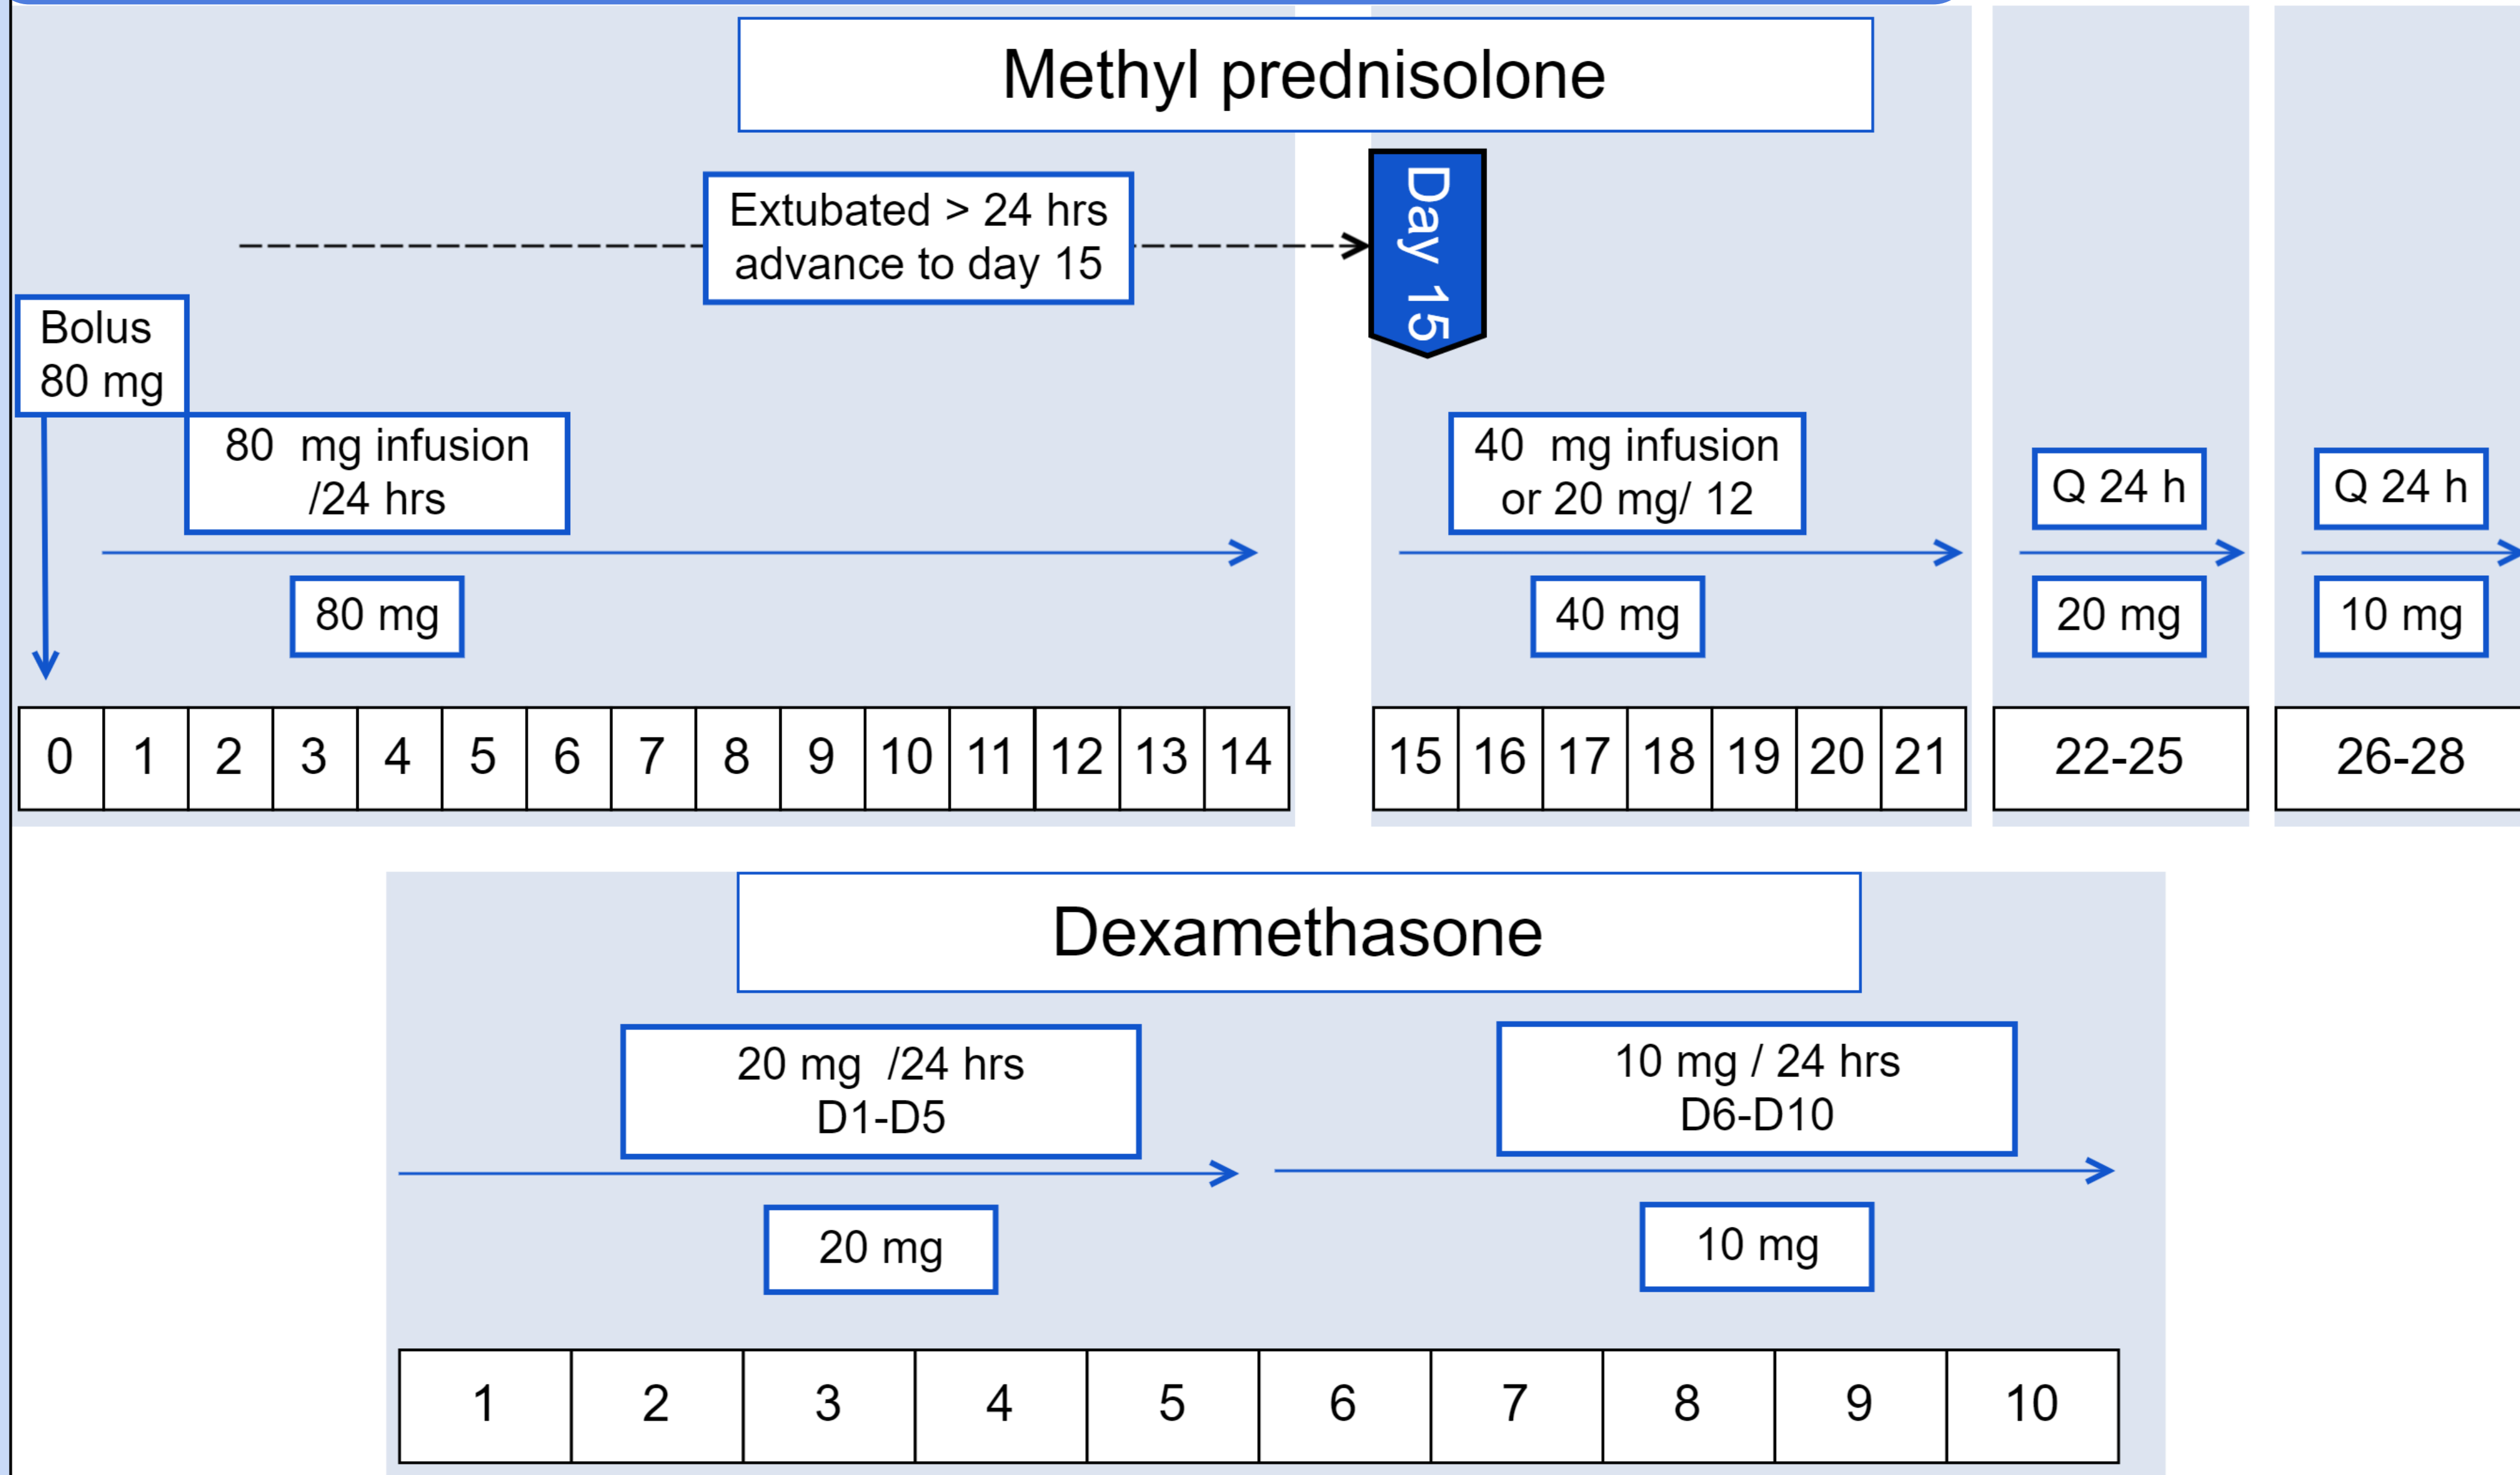 Methyl prednisolone
Extubated > 24 hrs
advance to day 15
Day 15
Bolus
80 mg
80  mg infusion
/24 hrs
80 mg
40  mg infusion
or 20 mg/ 12
40 mg
Q 24 h
20 mg
Q 24 h
10 mg
0 1 2 3 4 5 6 7 8 9 10 11 12 13 14 15 16 17 18 19 20 21 22-25 26-28
Dexamethasone
20 mg  /24 hrs
D1-D5
20 mg
10 mg / 24 hrs
D6-D10
10 mg
1 2 3 4 5 6 7 8 9 10